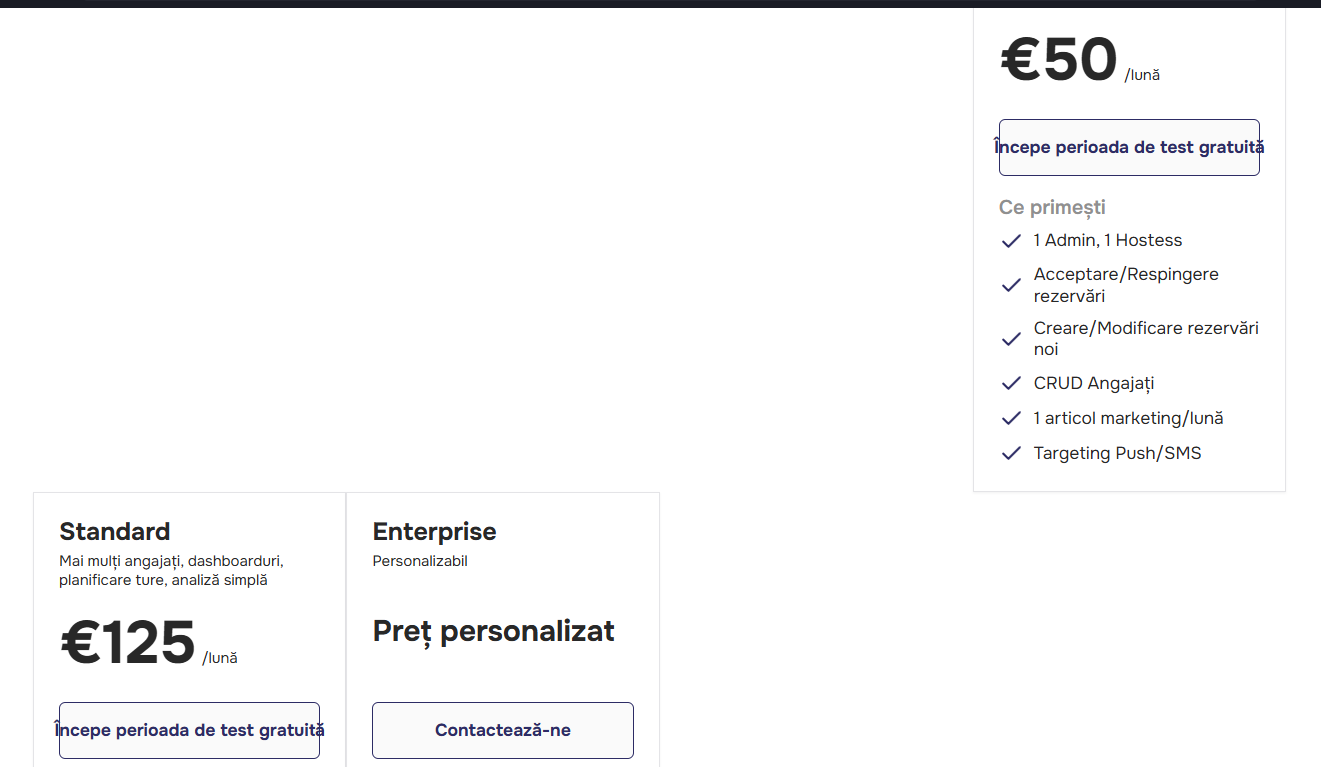 €50 /lună
Începe perioada de test gratuită
Ce primești
1 Admin, 1 Hostess
Acceptare/Respingere
rezervări
Creare/Modificare rezervări
noi
CRUD Angajați
1 articol marketing/lună
Targeting Push/SMS
Standard
Mai mulți angajați, dashboarduri,
planificare ture, analiză simplă
€125 /lună
Începe perioada de test gratuită
Enterprise
Personalizabil
Preț personalizat
Contactează-ne